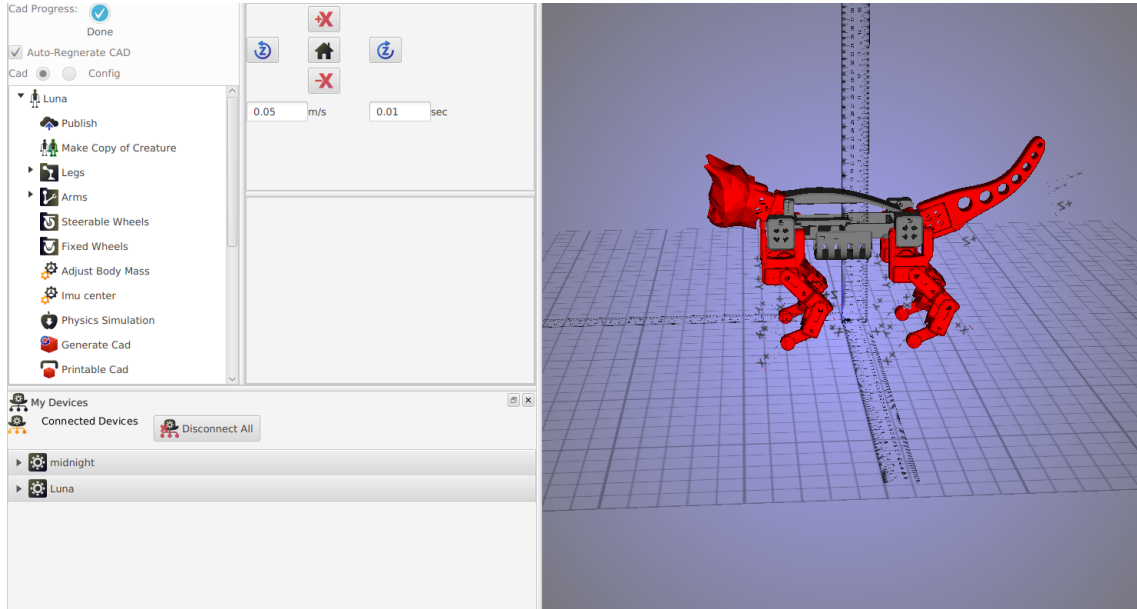 Cad Progress:
Done
Auto-Regnerate CAD
Cad
Config
Luna
Publish
Make Copy of Creature
Legs
Arms
Steerable Wheels
Fixed Wheels
Adjust Body Mass
Imu center
Physics Simulation
Generate Cad
Printable Cad
+X
Z
Z
-X
0.05 m/s
0.01 sec
My Devices
Connected Devices
Disconnect All
midnight
Luna